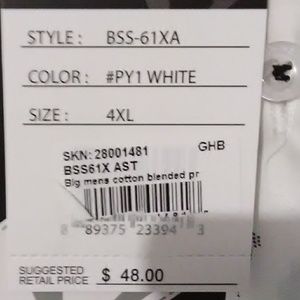 STYLE : BSS-61XA
COLOR : #PY1 WHITE
SIZE : 4XL
SKN: 28001481 GHB
BSS61X AST
Big mens cotton blended pr
89375 23394 3
SUGGESTED
RETAIL PRICE $ 48.00